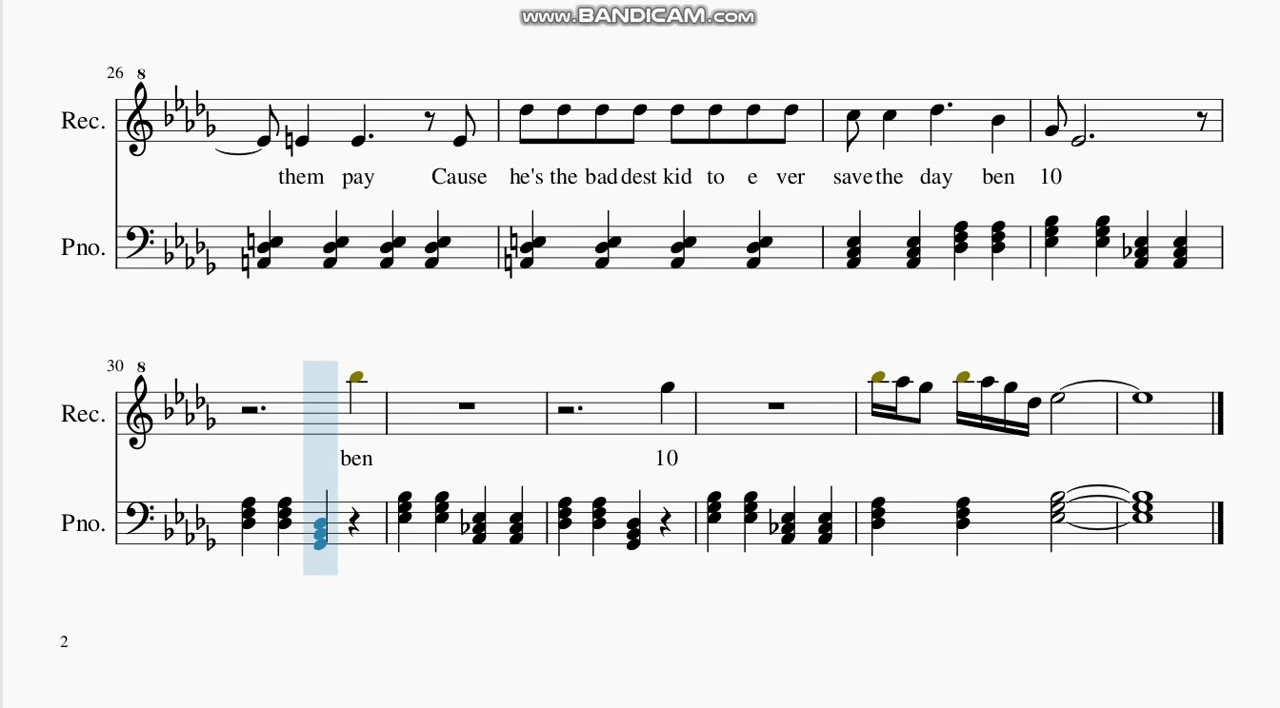 www.BANDICAM.com
26
8
Rec.
them pay Cause he's the bad dest kid to e ver save the day ben 10
Pno.
30
8
Rec.
ben 10
Pno.
2